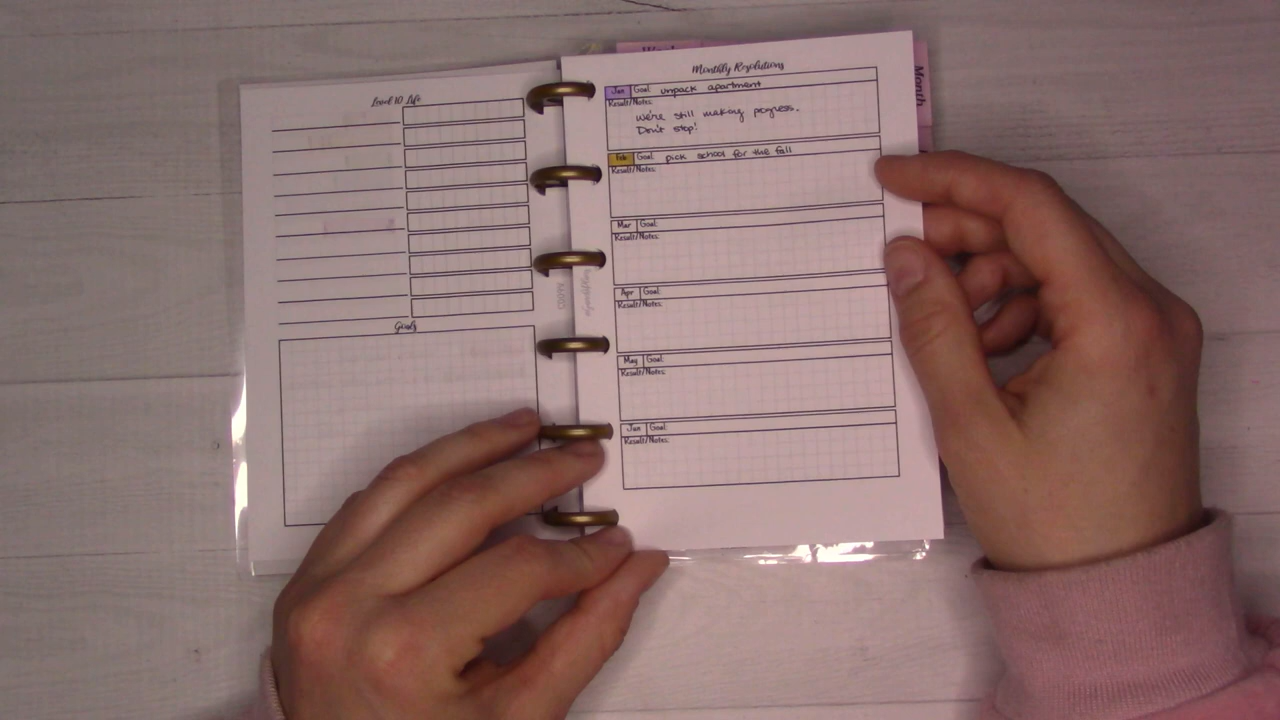 Level 10 Life
Goals
Monthly Resolutions
Jan Goal: unpack apartment
Result/Notes:
We're still making progress.
Don't stop!
Feb Goal: pick school for the fall
Result/Notes:
Mar Goal:
Result/Notes:
Apr Goal:
Result/Notes:
May Goal:
Result/Notes:
Jun Goal:
Result/Notes:
Month